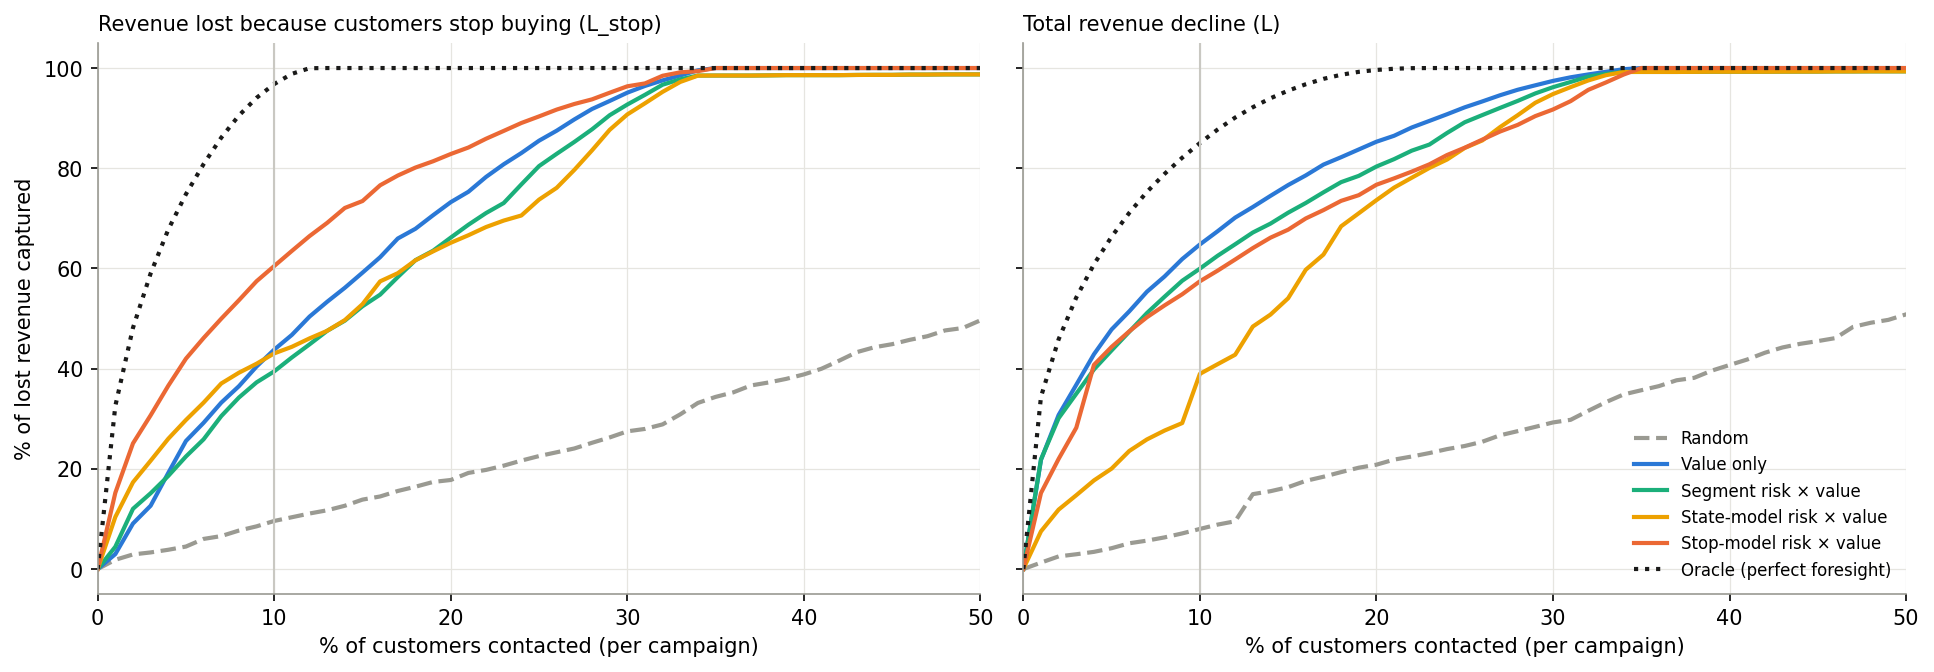 Revenue lost because customers stop buying (L_stop)
Total revenue decline (L)
% of lost revenue captured
100
80
60
40
20
0
0 10 20 30 40 50
0 10 20 30 40 50
% of customers contacted (per campaign)
% of customers contacted (per campaign)
Random
Value only
Segment risk × value
State-model risk × value
Stop-model risk × value
Oracle (perfect foresight)